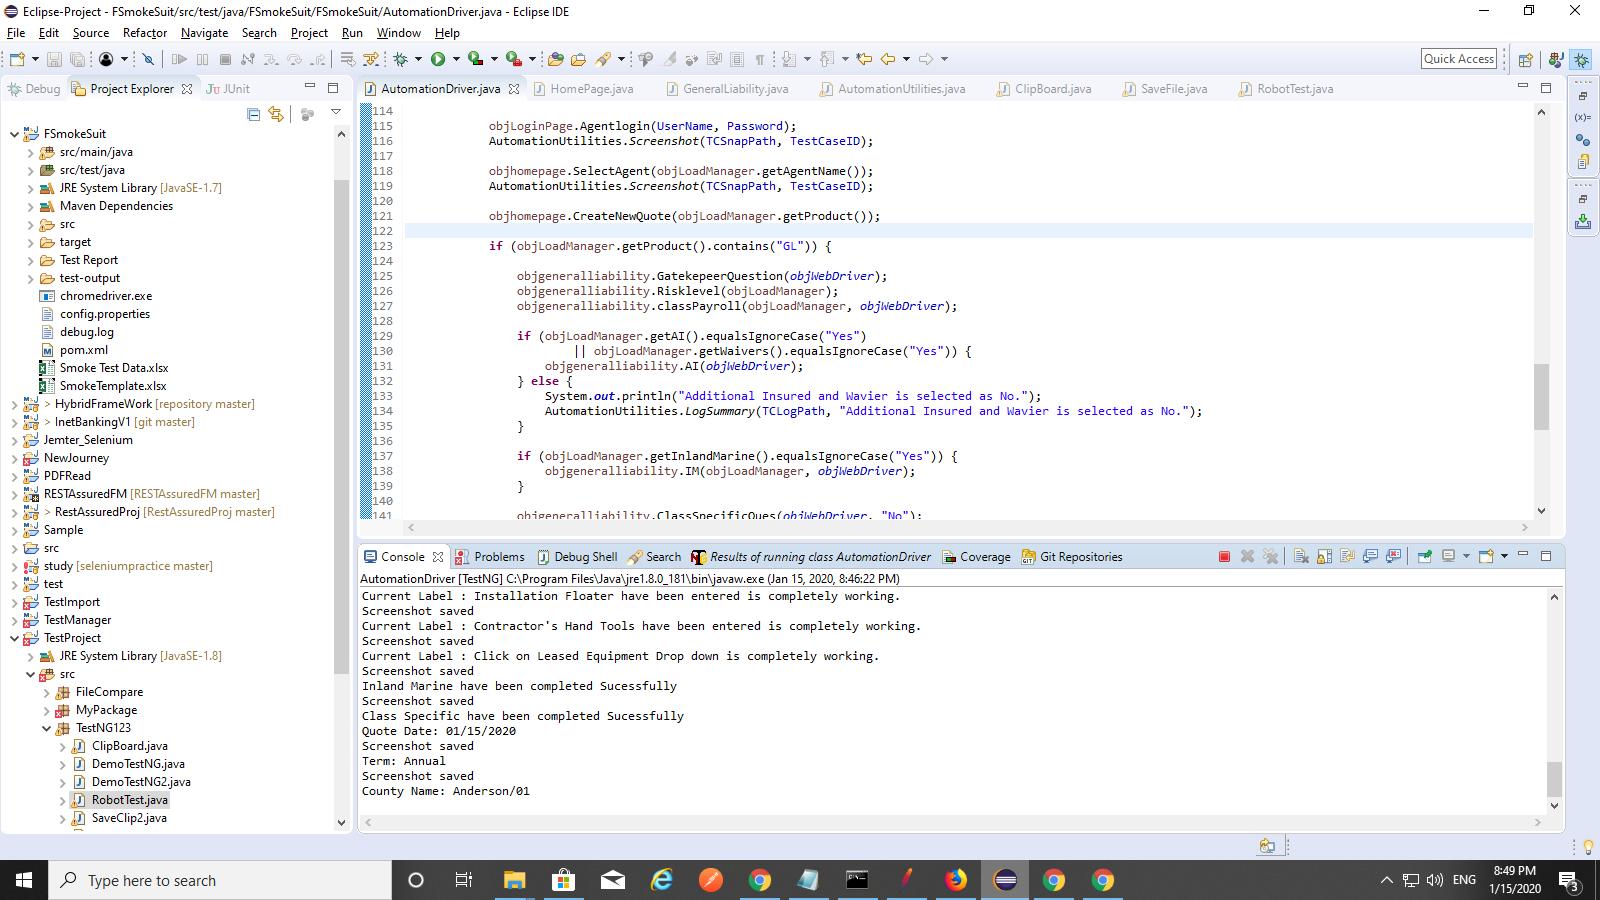 Eclipse-Project - FSmokeSuit/src/test/java/FSmokeSuit/FSmokeSuit/AutomationDriver.java - Eclipse IDE
File Edit Source Refactor Navigate Search Project Run Window Help
Quick Access
Debug Project Explorer JUnit
AutomationDriver.java HomePage.java GeneralLiability.java AutomationUtilities.java ClipBoard.java SaveFile.java RobotTest.java
FSmokeSuit
src/main/java
src/test/java
JRE System Library [JavaSE-1.7]
Maven Dependencies
src
target
Test Report
test-output
chromedriver.exe
config.properties
debug.log
pom.xml
Smoke Test Data.xlsx
SmokeTemplate.xlsx
> HybridFrameWork [repository master]
> InetBankingV1 [git master]
Jemter_Selenium
NewJourney
PDFRead
RESTAssuredFM [RESTAssuredFM master]
> RestAssuredProj [RestAssuredProj master]
Sample
src
study [seleniumpractice master]
test
TestImport
TestManager
TestProject
JRE System Library [JavaSE-1.8]
src
FileCompare
MyPackage
TestNG123
ClipBoard.java
DemoTestNG.java
DemoTestNG2.java
RobotTest.java
SaveClip2.java
114
115 objLoginPage.Agentlogin(UserName, Password);
116 AutomationUtilities.Screenshot(TCSnapPath, TestCaseID);
117
118 objhomepage.SelectAgent(objLoadManager.getAgentName());
119 AutomationUtilities.Screenshot(TCSnapPath, TestCaseID);
120
121 objhomepage.CreateNewQuote(objLoadManager.getProduct());
122
123 if (objLoadManager.getProduct().contains("GL")) {
124
125 objgeneralliability.GatekepeerQuestion(objWebDriver);
126 objgeneralliability.Risklevel(objLoadManager);
127 objgeneralliability.classPayroll(objLoadManager, objWebDriver);
128
129 if (objLoadManager.getAI().equalsIgnoreCase("Yes")
130 || objLoadManager.getWaivers().equalsIgnoreCase("Yes")) {
131 objgeneralliability.AI(objWebDriver);
132 } else {
133 System.out.println("Additional Insured and Wavier is selected as No.");
134 AutomationUtilities.LogSummary(TCLogPath, "Additional Insured and Wavier is selected as No.");
135 }
136
137 if (objLoadManager.getInlandMarine().equalsIgnoreCase("Yes")) {
138 objgeneralliability.IM(objLoadManager, objWebDriver);
139 }
140
141 objgeneralliability.ClassSpecificQues(objWebDriver, "No");
Console Problems Debug Shell Search Results of running class AutomationDriver Coverage Git Repositories
AutomationDriver [TestNG] C:\Program Files\Java\jre1.8.0_181\bin\javaw.exe (Jan 15, 2020, 8:46:22 PM)
Current Label : Installation Floater have been entered is completely working.
Screenshot saved
Current Label : Contractor's Hand Tools have been entered is completely working.
Screenshot saved
Current Label : Click on Leased Equipment Drop down is completely working.
Screenshot saved
Inland Marine have been completed Sucessfully
Screenshot saved
Class Specific have been completed Sucessfully
Quote Date: 01/15/2020
Screenshot saved
Term: Annual
Screenshot saved
County Name: Anderson/01
Type here to search
ENG
8:49 PM
1/15/2020
3